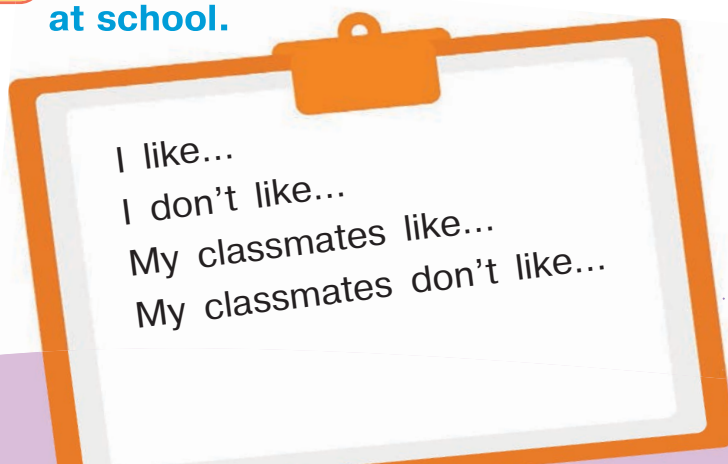 at school.
I like...
I don't like...
My classmates like...
My classmates don't like...